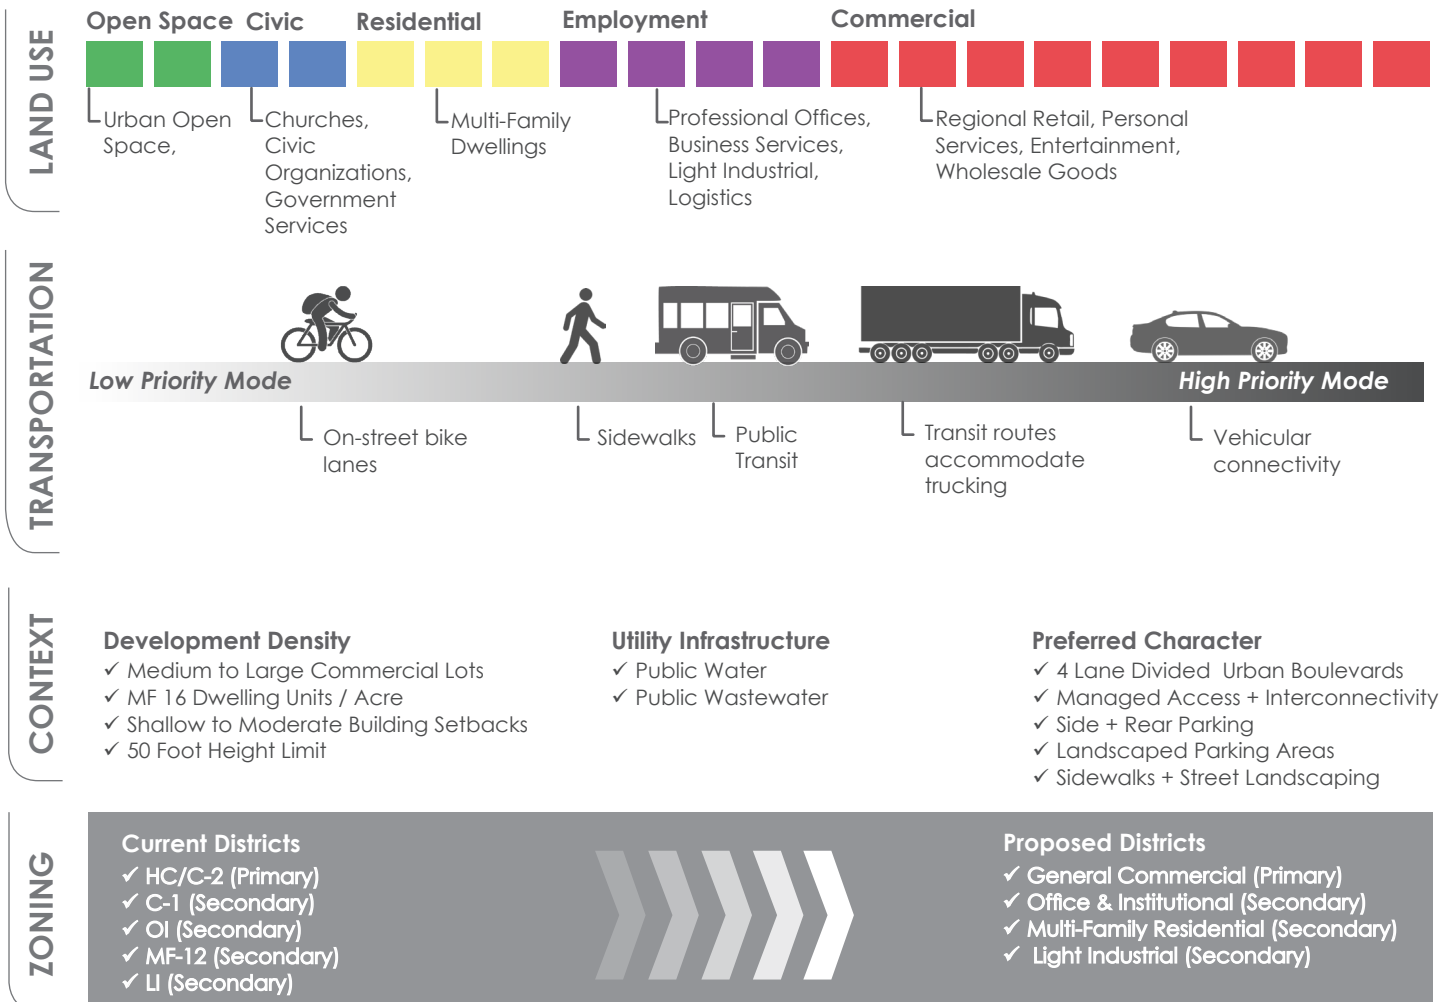 LAND USE
Open Space
Civic
Residential
Employment
Commercial
Urban Open
Space,
Churches,
Civic
Organizations,
Government
Services
Multi-Family
Dwellings
Professional Offices,
Business Services,
Light Industrial,
Logistics
Regional Retail, Personal
Services, Entertainment,
Wholesale Goods
TRANSPORTATION
Low Priority Mode
High Priority Mode
On-street bike
lanes
Sidewalks
Public
Transit
Transit routes
accommodate
trucking
Vehicular
connectivity
CONTEXT
Development Density
✓ Medium to Large Commercial Lots
✓ MF 16 Dwelling Units / Acre
✓ Shallow to Moderate Building Setbacks
✓ 50 Foot Height Limit
Utility Infrastructure
✓ Public Water
✓ Public Wastewater
Preferred Character
✓ 4 Lane Divided Urban Boulevards
✓ Managed Access + Interconnectivity
✓ Side + Rear Parking
✓ Landscaped Parking Areas
✓ Sidewalks + Street Landscaping
ZONING
Current Districts
✓ HC/C-2 (Primary)
✓ C-1 (Secondary)
✓ OI (Secondary)
✓ MF-12 (Secondary)
✓ LI (Secondary)
Proposed Districts
✓ General Commercial (Primary)
✓ Office & Institutional (Secondary)
✓ Multi-Family Residential (Secondary)
✓ Light Industrial (Secondary)